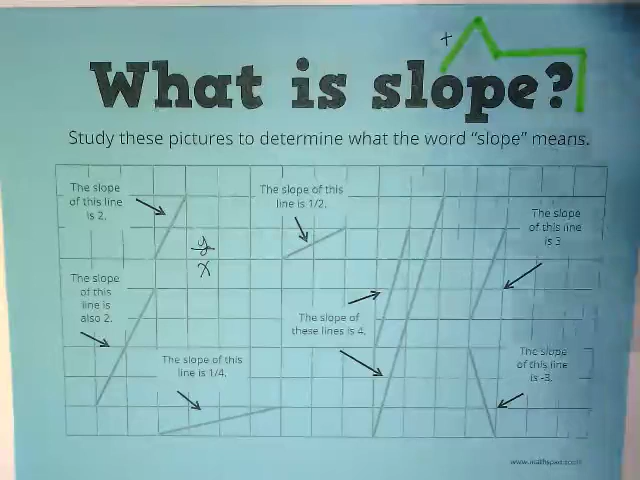 +
What is slope?
Study these pictures to determine what the word “slope” means.
The slope
of this line
is 2.
The slope of this
line is 1/2.
The slope
of this line
is 3
y
x
The slope
of this
line is
also 2.
The slope of
these lines is 4.
The slope of this
line is 1/4.
The slope
of this line
is -3.
www.mathypan.com